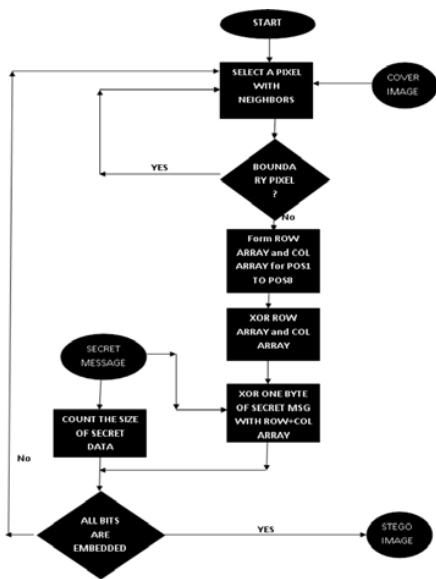 START
SELECT A PIXEL
WITH
NEIGHBORS
COVER
IMAGE
YES
BOUNDA
RY PIXEL
?
No
Form ROW
ARRAY and COL
ARRAY for POS1
TO POS8
XOR ROW
ARRAY and COL
ARRAY
SECRET
MESSAGE
XOR ONE BYTE
OF SECRET MSG
WITH ROW+COL
ARRAY
COUNT THE SIZE
OF SECRET
DATA
No
ALL BITS
ARE
EMBEDDED
YES
STEGO
IMAGE